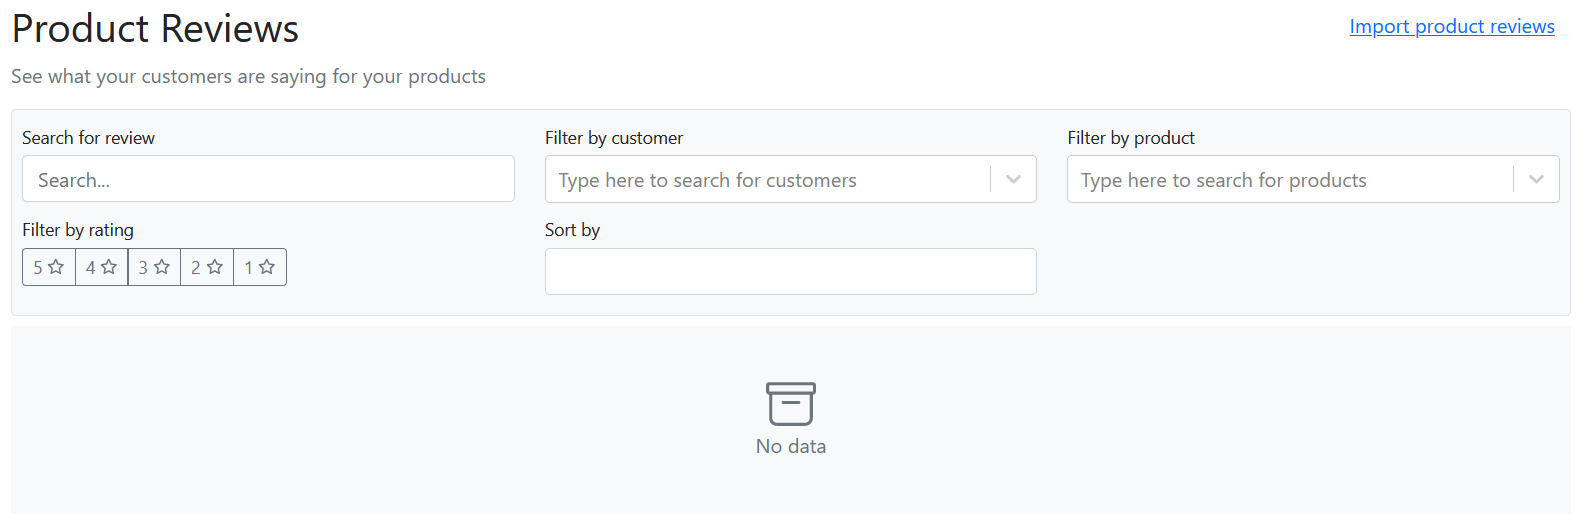 Product Reviews
Import product reviews
See what your customers are saying for your products
Search for review
Filter by customer
Filter by product
Search...
Type here to search for customers
Type here to search for products
Filter by rating
Sort by
5 4 3 2 1
No data